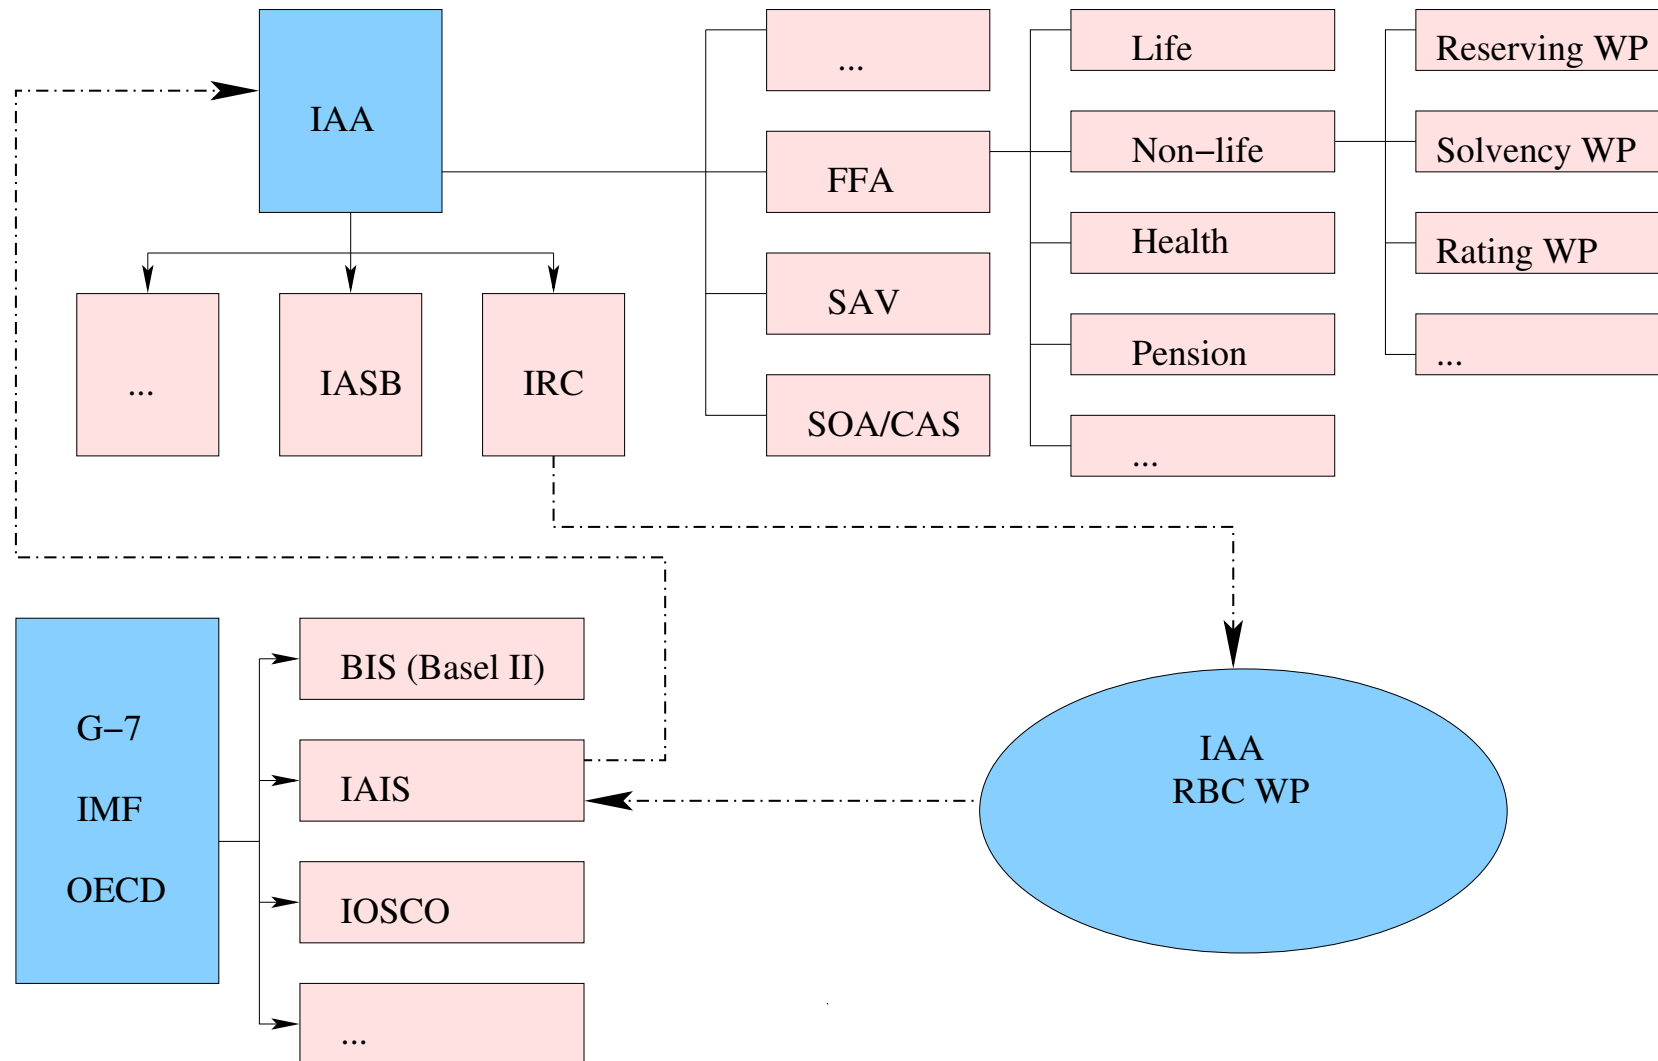 IAA
...
FFA
SAV
SOA/CAS
Life
Non−life
Health
Pension
...
Reserving WP
Solvency WP
Rating WP
...
...
IASB
IRC
G−7
IMF
OECD
BIS (Basel II)
IAIS
IOSCO
...
IAA
RBC WP